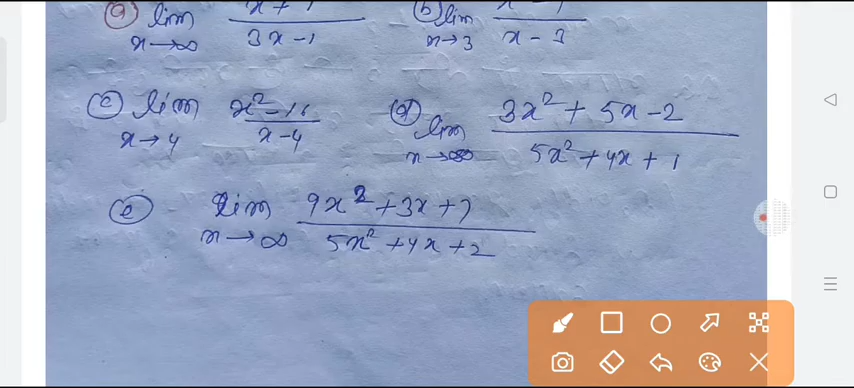 (a) lim x→∞ 3x-1
(b) lim x→3 x-3
(c) lim x→4 x²-16 / x-4
(d) lim x→∞ 3x² + 5x - 2 / 5x² + 4x + 1
(e) lim x→∞ 9x² + 3x + 7 / 5x² + 4x + 2